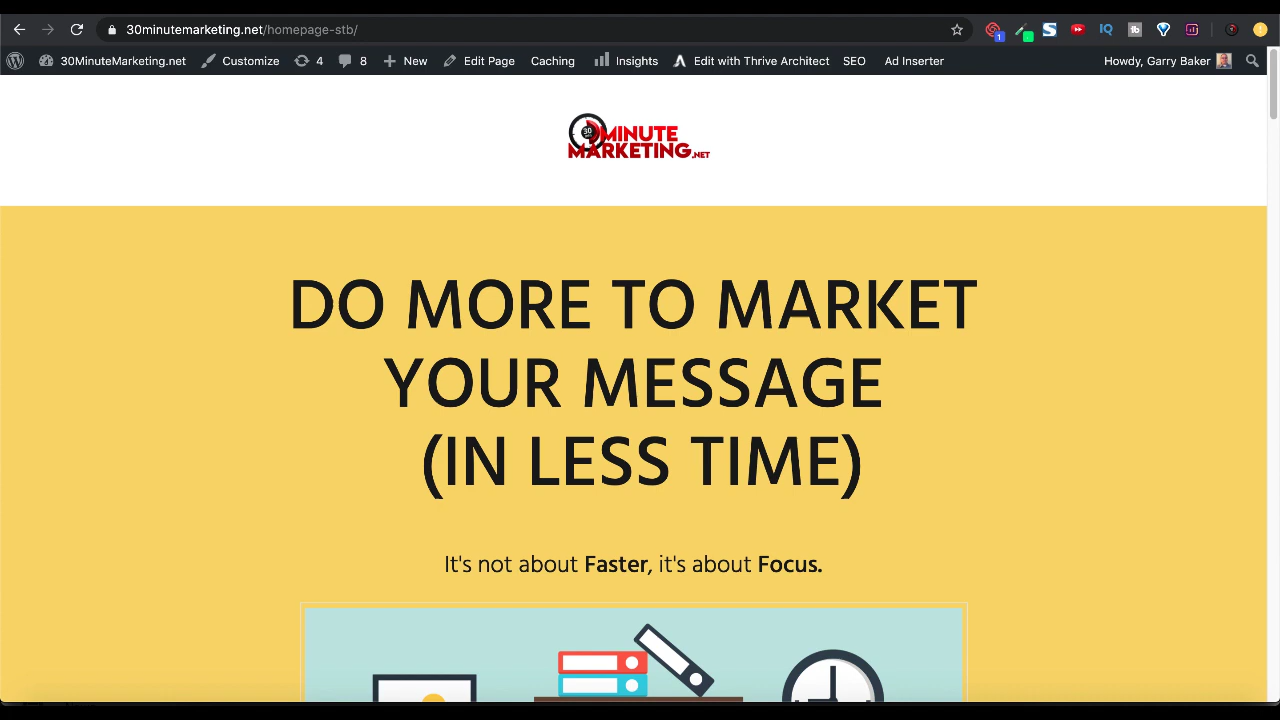 30minutemarketing.net/homepage-stb/
1
IQ
30MinuteMarketing.net Customize 4 8 New Edit Page Caching Insights Edit with Thrive Architect SEO Ad Inserter Howdy, Garry Baker
30 MINUTE
MARKETING.NET
DO MORE TO MARKET
YOUR MESSAGE
(IN LESS TIME)
It's not about Faster, it's about Focus.